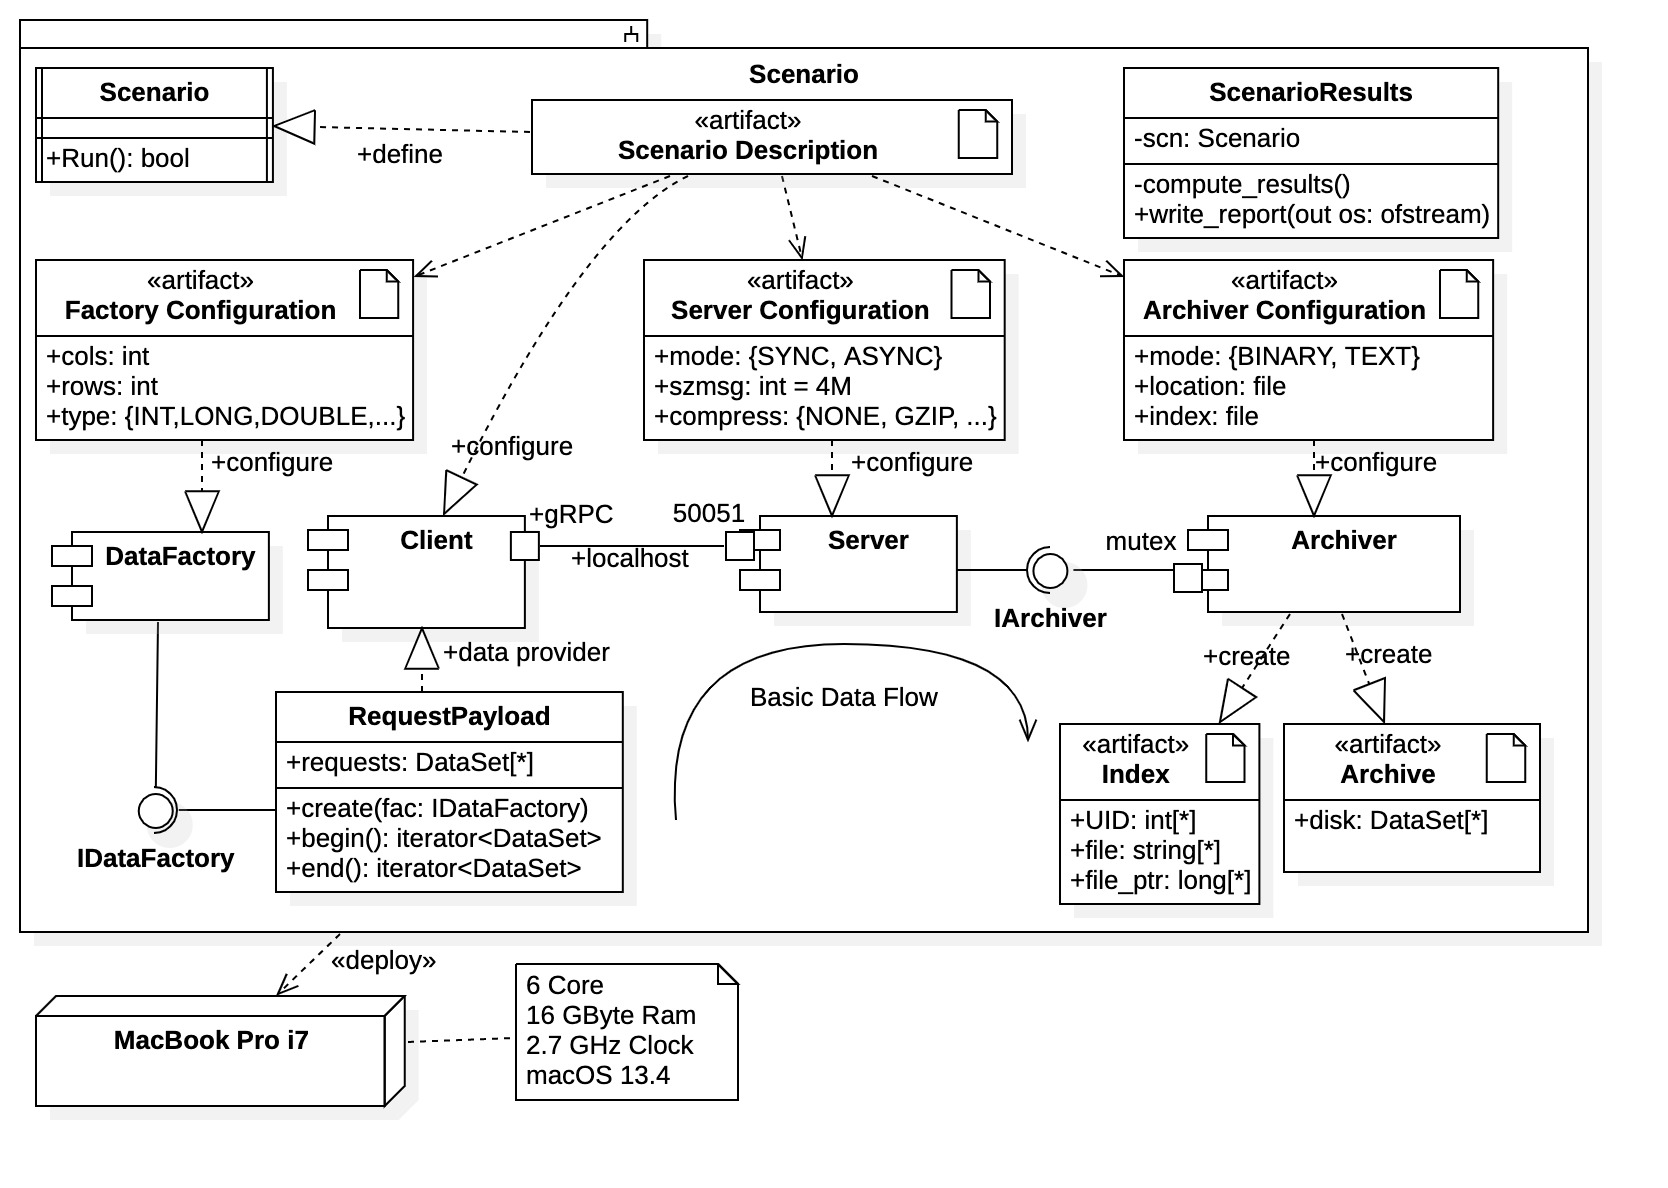 Scenario
Scenario
+Run(): bool
+define
«artifact»
Scenario Description
ScenarioResults
-scn: Scenario
-compute_results()
+write_report(out os: ofstream)
«artifact»
Factory Configuration
+cols: int
+rows: int
+type: {INT,LONG,DOUBLE,...}
«artifact»
Server Configuration
+mode: {SYNC, ASYNC}
+szmsg: int = 4M
+compress: {NONE, GZIP, ...}
«artifact»
Archiver Configuration
+mode: {BINARY, TEXT}
+location: file
+index: file
+configure
+configure
+configure
+configure
DataFactory
Client
+gRPC
50051
+localhost
Server
mutex
Archiver
IArchiver
+data provider
+create
+create
RequestPayload
+requests: DataSet[*]
+create(fac: IDataFactory)
+begin(): iterator<DataSet>
+end(): iterator<DataSet>
Basic Data Flow
«artifact»
Index
+UID: int[*]
+file: string[*]
+file_ptr: long[*]
«artifact»
Archive
+disk: DataSet[*]
IDataFactory
«deploy»
MacBook Pro i7
6 Core
16 GByte Ram
2.7 GHz Clock
macOS 13.4